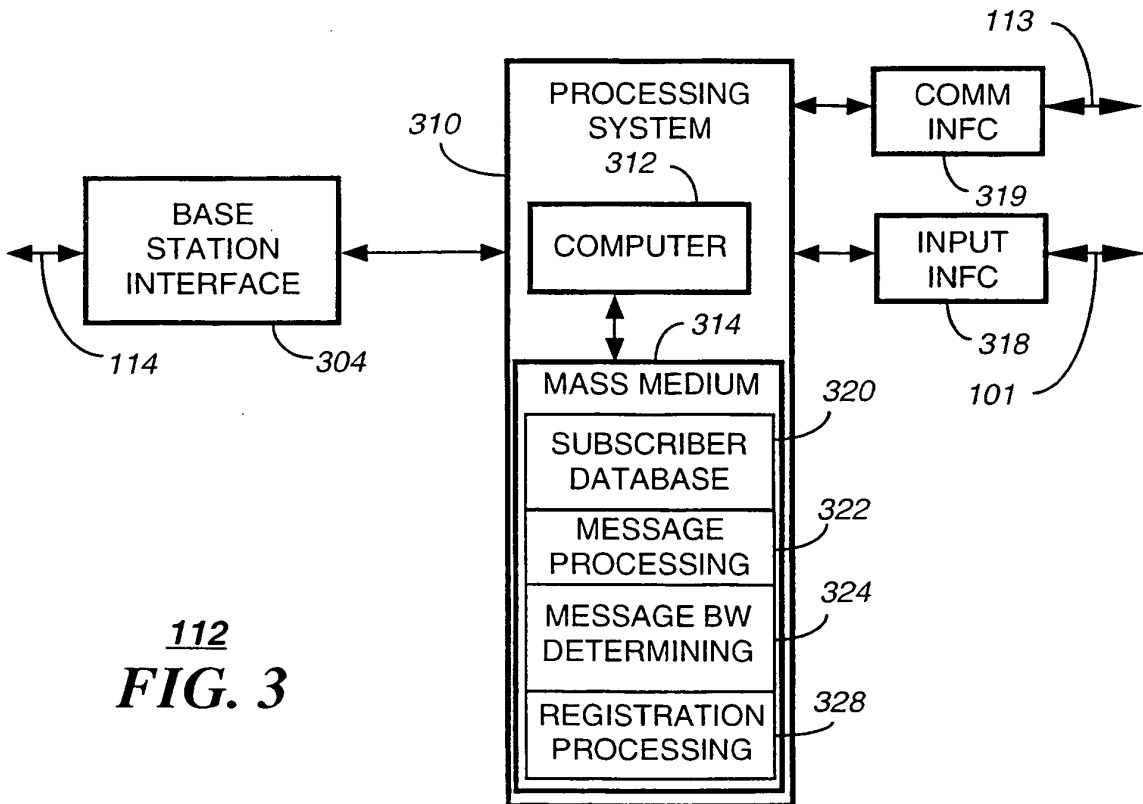 113
PROCESSING
SYSTEM
COMM
INFC
310
312
319
BASE
STATION
INTERFACE
COMPUTER
INPUT
INFC
114
304
314
318
101
MASS MEDIUM
320
SUBSCRIBER
DATABASE
322
MESSAGE
PROCESSING
324
MESSAGE BW
DETERMINING
112
FIG. 3
328
REGISTRATION
PROCESSING